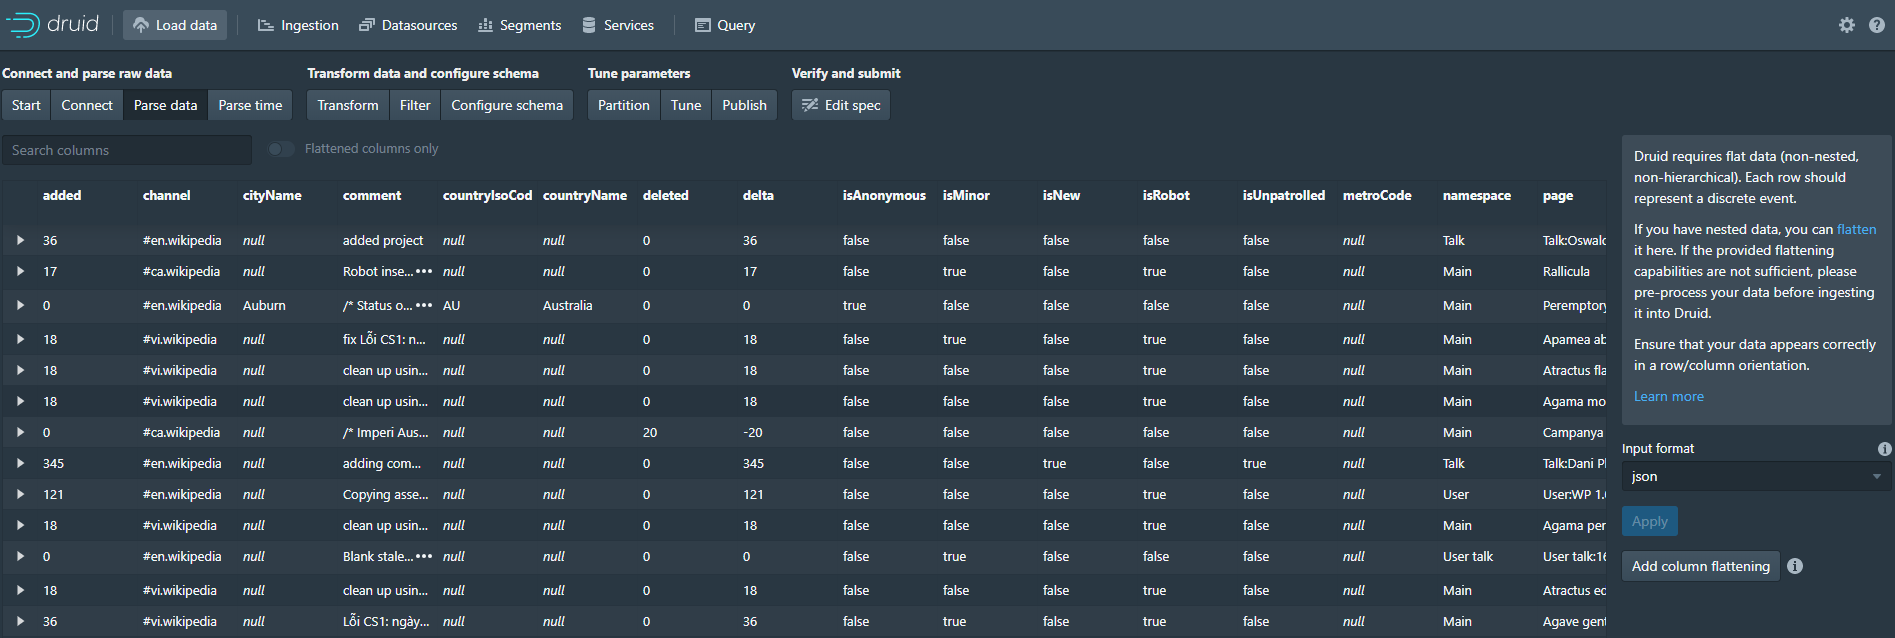 druid Load data Ingestion Datasources Segments Services Query
Connect and parse raw data Transform data and configure schema Tune parameters Verify and submit
Start Connect Parse data Parse time Transform Filter Configure schema Partition Tune Publish Edit spec
Search columns Flattened columns only
added channel cityName comment countryIsoCod countryName deleted delta isAnonymous isMinor isNew isRobot isUnpatrolled metroCode namespace page
36 #en.wikipedia null added project null null 0 36 false false false false false null Talk Talk:Oswald
17 #ca.wikipedia null Robot inse... ••• null null 0 17 false true false true false null Main Rallicula
0 #en.wikipedia Auburn /* Status o... ••• AU Australia 0 0 true false false false false null Main Peremptory
18 #vi.wikipedia null fix Lỗi CS1: n... null null 0 18 false true false true false null Main Apamea ab
18 #vi.wikipedia null clean up usin... null null 0 18 false false false true false null Main Atractus fla
18 #vi.wikipedia null clean up usin... null null 0 18 false false false true false null Main Agama mo
0 #ca.wikipedia null /* Imperi Aus... null null 20 -20 false false false false false null Main Campanya
345 #en.wikipedia null adding com... null null 0 345 false false true false true null Talk Talk:Dani Pl
121 #en.wikipedia null Copying asse... null null 0 121 false false false true false null User User:WP 1.0
18 #vi.wikipedia null clean up usin... null null 0 18 false false false true false null Main Agama per
0 #en.wikipedia null Blank stale... ••• null null 0 0 false true false false false null User talk User talk:16
18 #vi.wikipedia null clean up usin... null null 0 18 false false false true false null Main Atractus ed
36 #vi.wikipedia null Lỗi CS1: ngày... null null 0 36 false true false true false null Main Agave gent
Druid requires flat data (non-nested,
non-hierarchical). Each row should
represent a discrete event.
If you have nested data, you can flatten
it here. If the provided flattening
capabilities are not sufficient, please
pre-process your data before ingesting
it into Druid.
Ensure that your data appears correctly
in a row/column orientation.
Learn more
Input format
json
Apply
Add column flattening